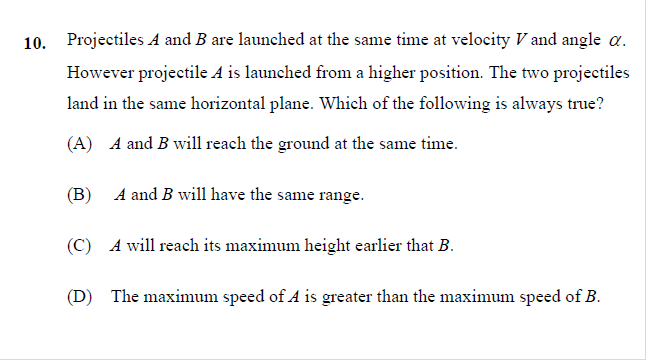 10. Projectiles A and B are launched at the same time at velocity V and angle α.
However projectile A is launched from a higher position. The two projectiles
land in the same horizontal plane. Which of the following is always true?
(A) A and B will reach the ground at the same time.
(B) A and B will have the same range.
(C) A will reach its maximum height earlier that B.
(D) The maximum speed of A is greater than the maximum speed of B.